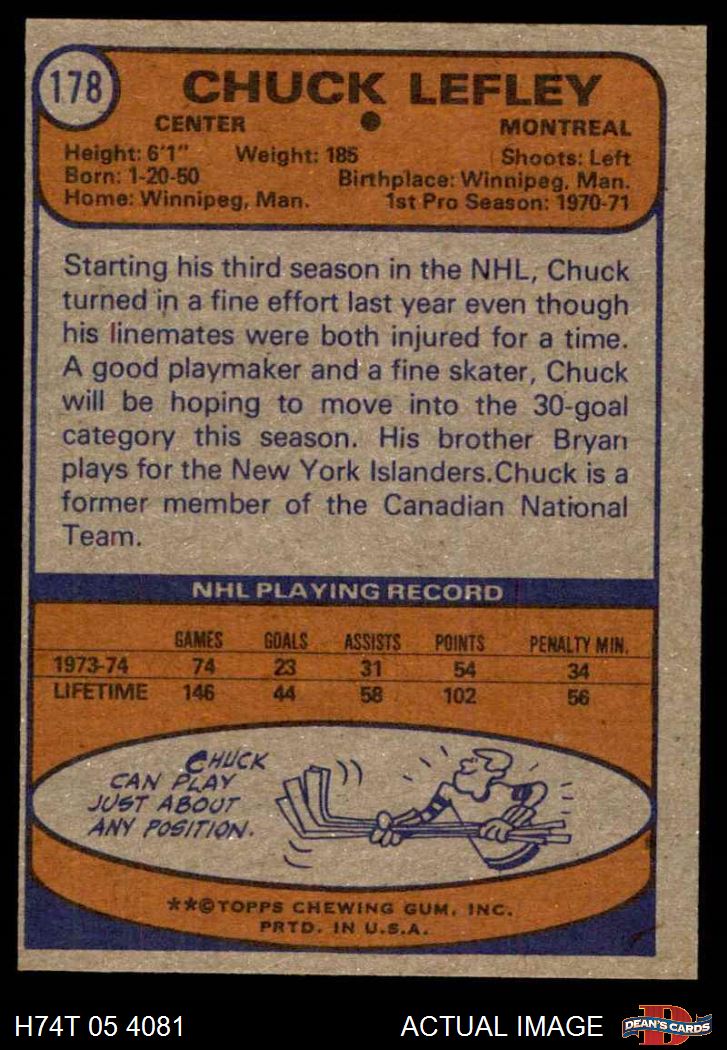 178
CHUCK LEFLEY
CENTER MONTREAL
Height: 6'1" Weight: 185 Shoots: Left
Born: 1-20-50 Birthplace: Winnipeg, Man.
Home: Winnipeg, Man. 1st Pro Season: 1970-71
Starting his third season in the NHL, Chuck
turned in a fine effort last year even though
his linemates were both injured for a time.
A good playmaker and a fine skater, Chuck
will be hoping to move into the 30-goal
category this season. His brother Bryan
plays for the New York Islanders.Chuck is a
former member of the Canadian National
Team.
NHL PLAYING RECORD
GAMES GOALS ASSISTS POINTS PENALTY MIN.
1973-74 74 23 31 54 34
LIFETIME 146 44 58 102 56
CHUCK
CAN PLAY
JUST ABOUT
ANY POSITION.
**©TOPPS CHEWING GUM, INC.
PRTD. IN U.S.A.
H74T 05 4081 ACTUAL IMAGE
D
DEAN'S CARDS